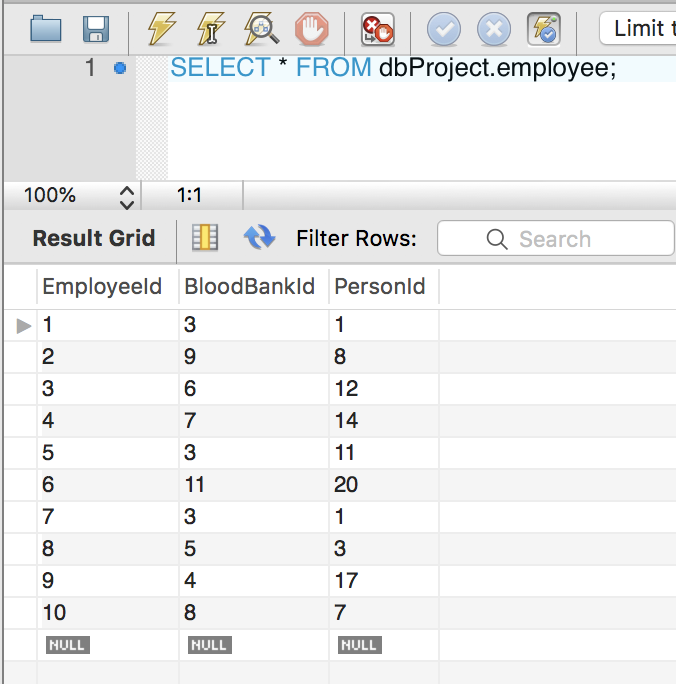 Limit t
1 SELECT * FROM dbProject.employee;
100% 1:1
Result Grid Filter Rows: Search
EmployeeId BloodBankId PersonId
1 3 1
2 9 8
3 6 12
4 7 14
5 3 11
6 11 20
7 3 1
8 5 3
9 4 17
10 8 7
NULL NULL NULL